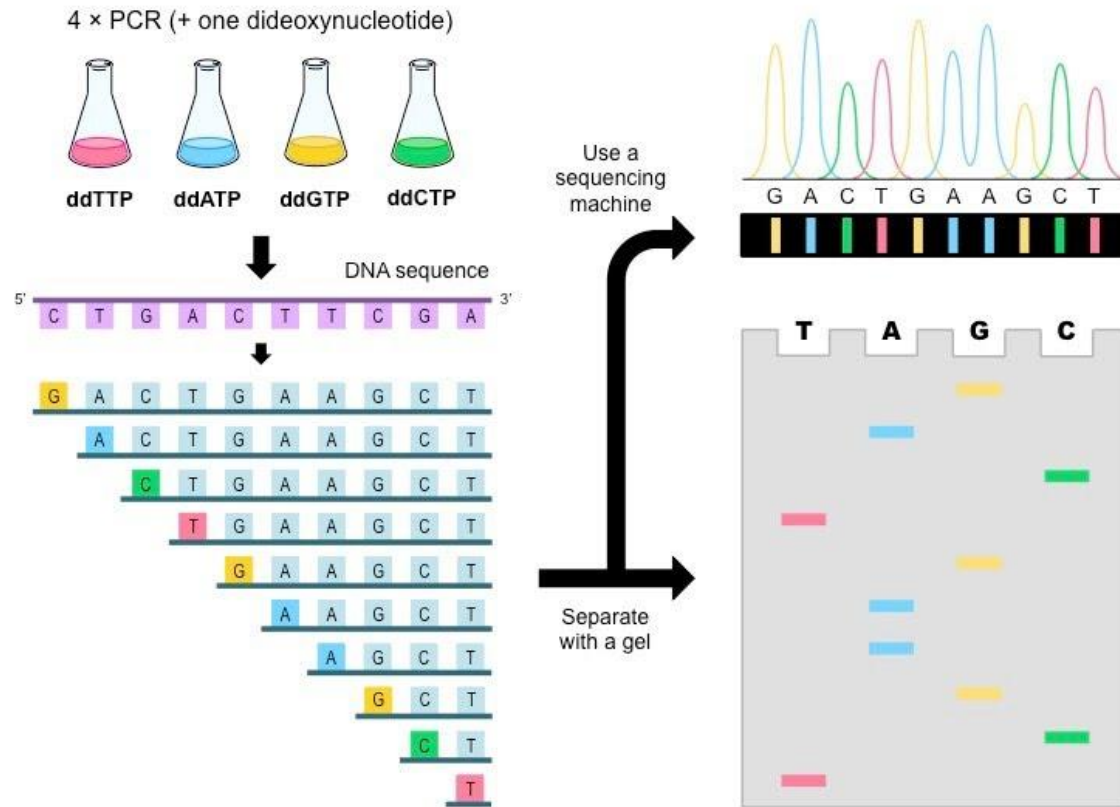 4 × PCR (+ one dideoxynucleotide)
ddTTP ddATP ddGTP ddCTP
DNA sequence
5' 3'
C T G A C T T C G A
G A C T G A A G C T
A C T G A A G C T
C T G A A G C T
T G A A G C T
G A A G C T
A A G C T
A G C T
G C T
C T
T
Use a
sequencing
machine
Separate
with a gel
G A C T G A A G C T
T A G C